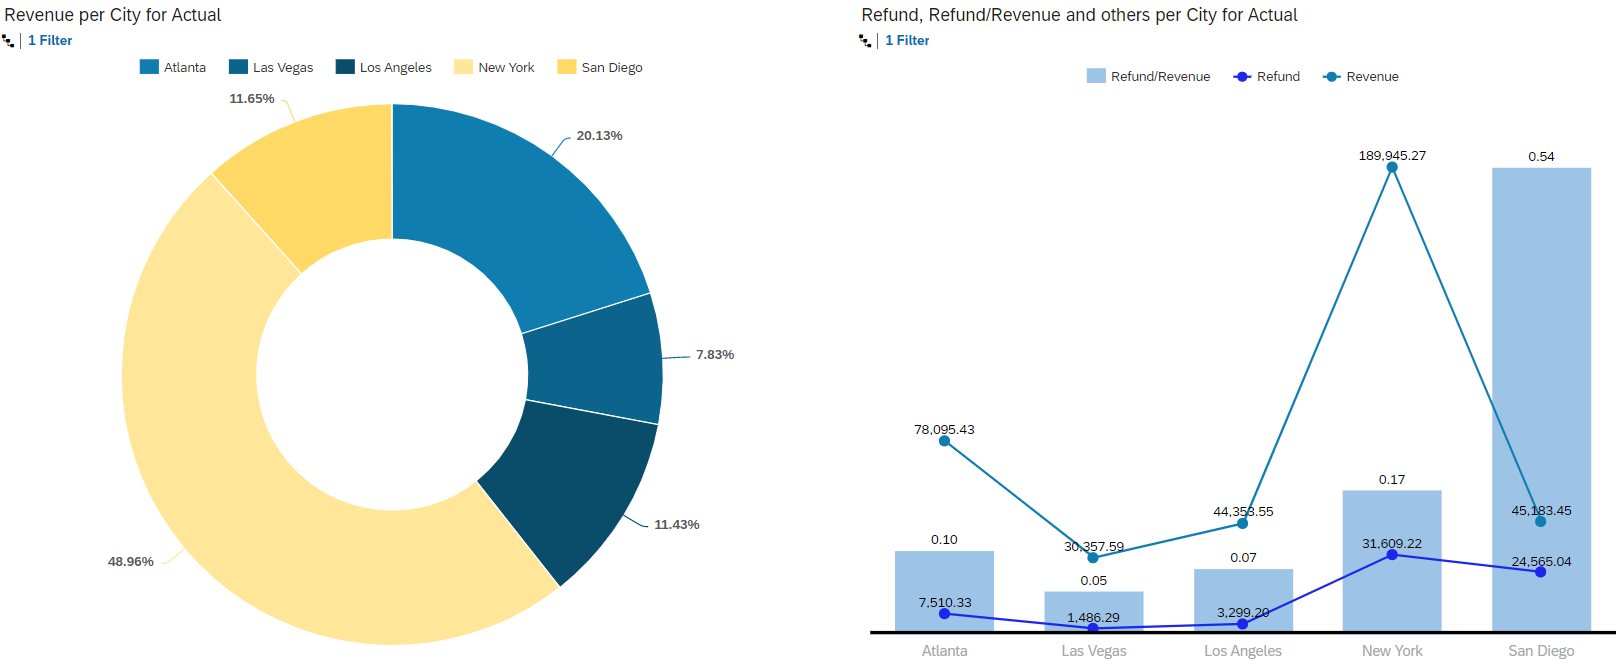 Revenue per City for Actual
1 Filter
Atlanta Las Vegas Los Angeles New York San Diego
11.65%
20.13%
7.83%
11.43%
48.96%
Refund, Refund/Revenue and others per City for Actual
1 Filter
Refund/Revenue Refund Revenue
189,945.27
0.54
78,095.43
0.17
44,353.55
45,183.45
0.10
30,357.59
31,609.22
0.07
24,565.04
0.05
7,510.33
3,299.20
1,486.29
Atlanta Las Vegas Los Angeles New York San Diego